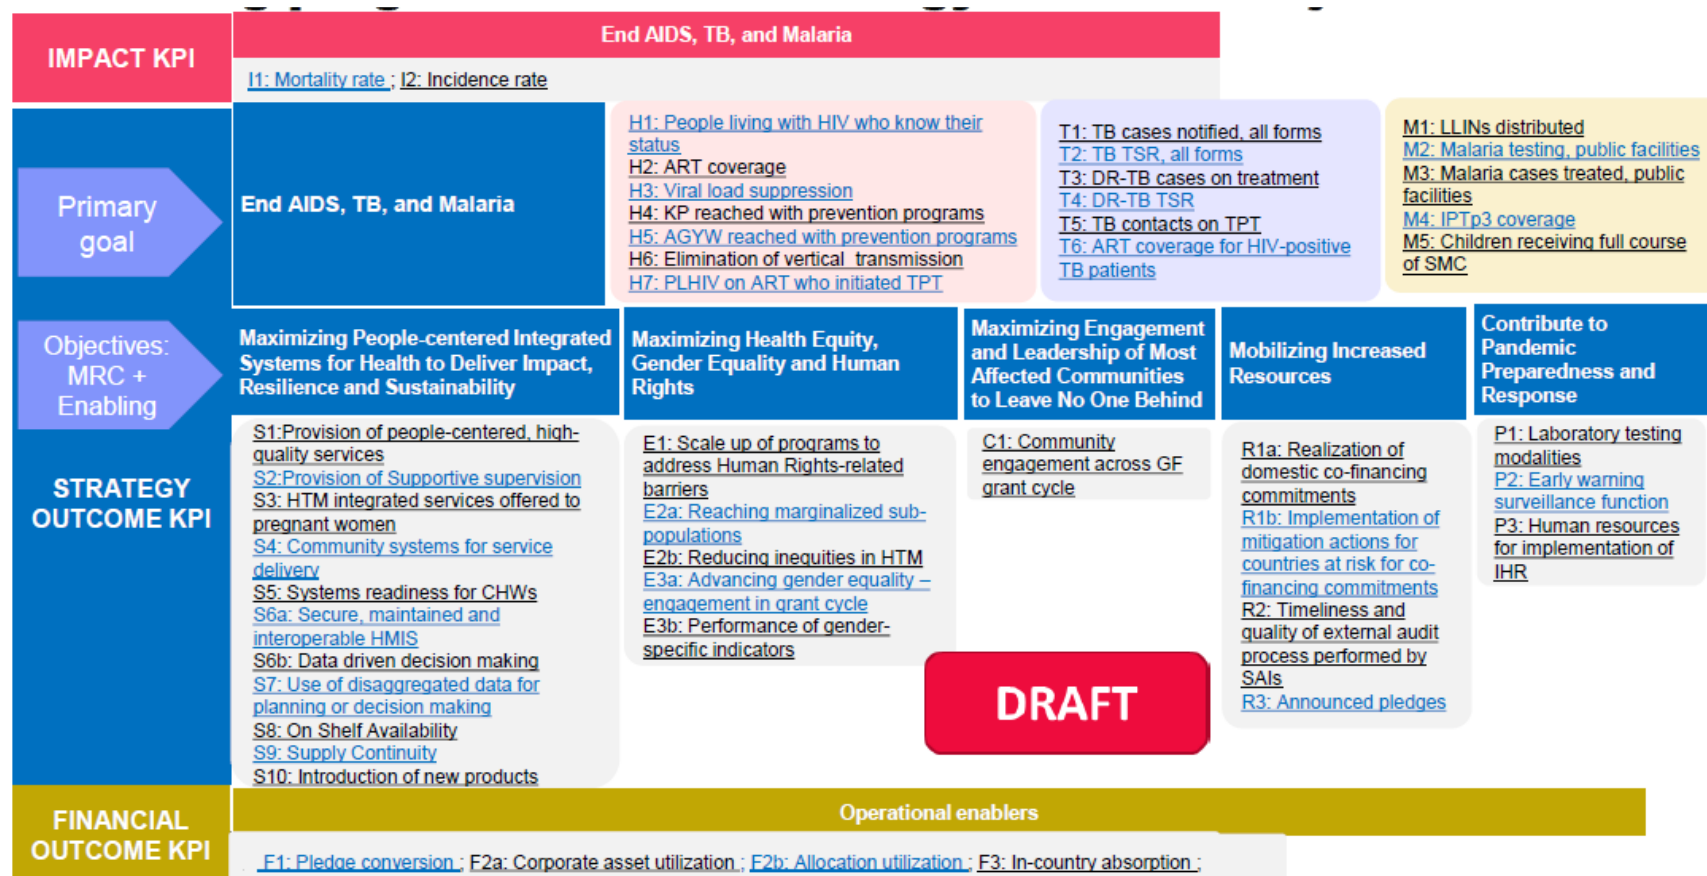 IMPACT KPI
End AIDS, TB, and Malaria
I1: Mortality rate ; I2: Incidence rate
Primary
goal
End AIDS, TB, and Malaria
H1: People living with HIV who know their
status
H2: ART coverage
H3: Viral load suppression
H4: KP reached with prevention programs
H5: AGYW reached with prevention programs
H6: Elimination of vertical transmission
H7: PLHIV on ART who initiated TPT
T1: TB cases notified, all forms
T2: TB TSR, all forms
T3: DR-TB cases on treatment
T4: DR-TB TSR
T5: TB contacts on TPT
T6: ART coverage for HIV-positive
TB patients
M1: LLINs distributed
M2: Malaria testing, public facilities
M3: Malaria cases treated, public
facilities
M4: IPTp3 coverage
M5: Children receiving full course
of SMC
Objectives:
MRC +
Enabling
Maximizing People-centered Integrated
Systems for Health to Deliver Impact,
Resilience and Sustainability
Maximizing Health Equity,
Gender Equality and Human
Rights
Maximizing Engagement
and Leadership of Most
Affected Communities
to Leave No One Behind
Mobilizing Increased
Resources
Contribute to
Pandemic
Preparedness and
Response
STRATEGY
OUTCOME KPI
S1:Provision of people-centered, high-
quality services
S2:Provision of Supportive supervision
S3: HTM integrated services offered to
pregnant women
S4: Community systems for service
delivery
S5: Systems readiness for CHWs
S6a: Secure, maintained and
interoperable HMIS
S6b: Data driven decision making
S7: Use of disaggregated data for
planning or decision making
S8: On Shelf Availability
S9: Supply Continuity
S10: Introduction of new products
E1: Scale up of programs to
address Human Rights-related
barriers
E2a: Reaching marginalized sub-
populations
E2b: Reducing inequities in HTM
E3a: Advancing gender equality –
engagement in grant cycle
E3b: Performance of gender-
specific indicators
C1: Community
engagement across GF
grant cycle
R1a: Realization of
domestic co-financing
commitments
R1b: Implementation of
mitigation actions for
countries at risk for co-
financing commitments
R2: Timeliness and
quality of external audit
process performed by
SAIs
R3: Announced pledges
P1: Laboratory testing
modalities
P2: Early warning
surveillance function
P3: Human resources
for implementation of
IHR
DRAFT
FINANCIAL
OUTCOME KPI
Operational enablers
F1: Pledge conversion ; F2a: Corporate asset utilization ; F2b: Allocation utilization ; F3: In-country absorption ;